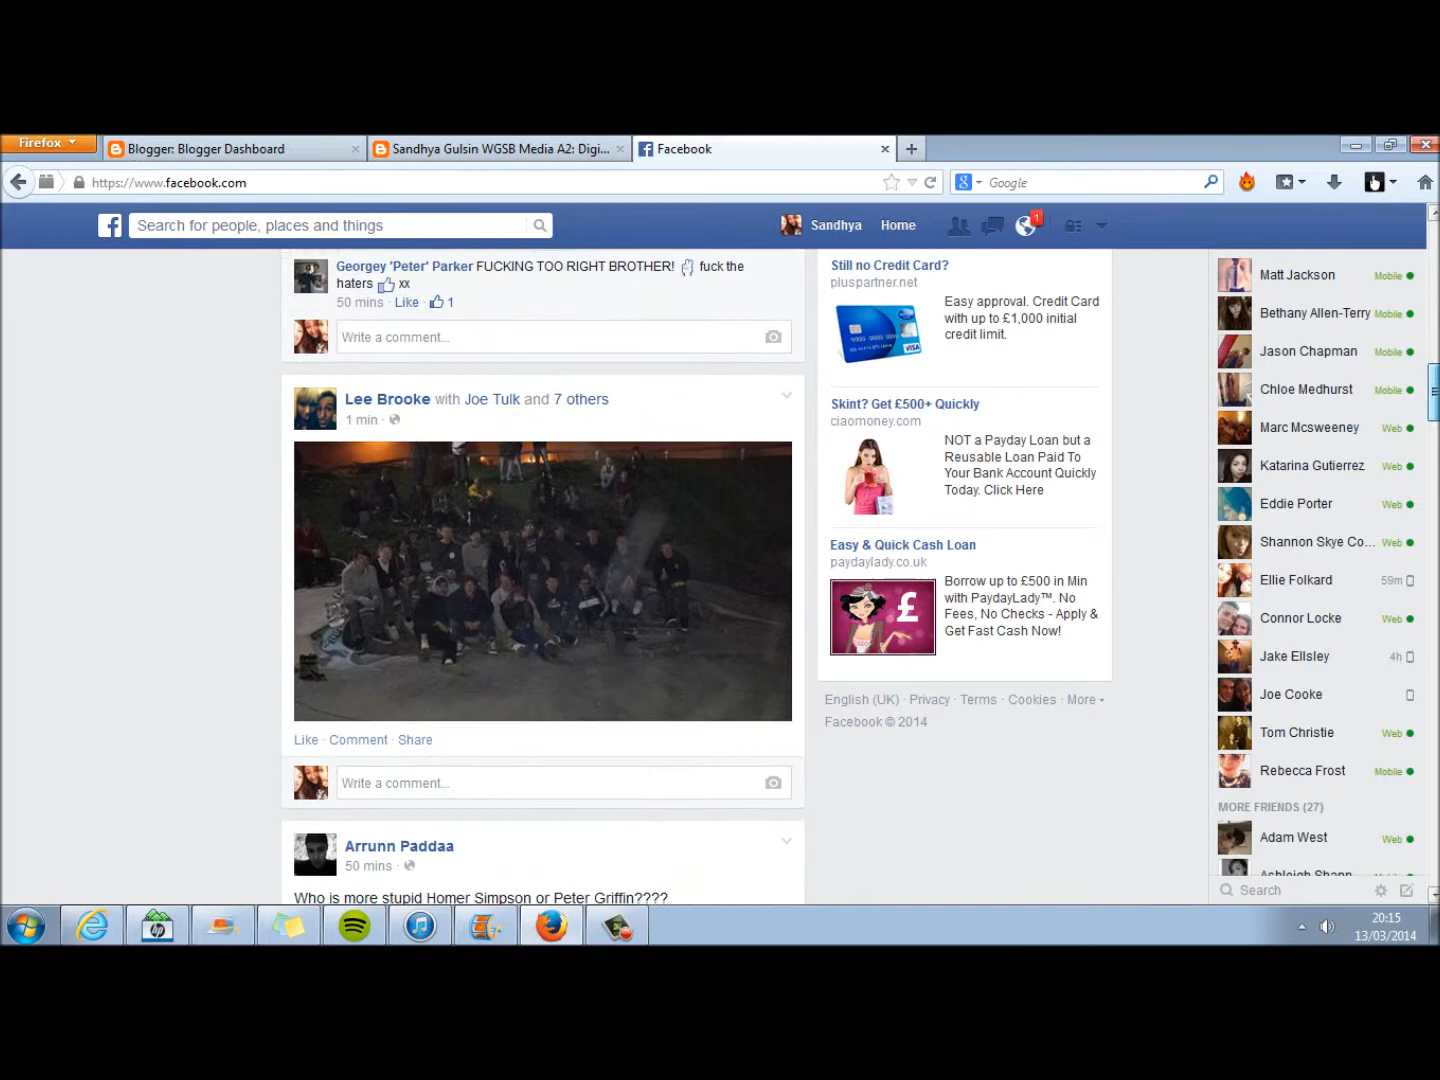 Firefox
Blogger: Blogger Dashboard
Sandhya Gulsin WGSB Media A2: Digi...
Facebook
https://www.facebook.com
Google
Search for people, places and things
Sandhya
Home
1
Georgey 'Peter' Parker FUCKING TOO RIGHT BROTHER! fuck the
haters xx
50 mins · Like · 1
Write a comment...
Lee Brooke with Joe Tulk and 7 others
1 min ·
Like · Comment · Share
Write a comment...
Arrunn Paddaa
50 mins ·
Who is more stupid Homer Simpson or Peter Griffin????
Still no Credit Card?
pluspartner.net
Easy approval. Credit Card
with up to £1,000 initial
credit limit.
VISA
Skint? Get £500+ Quickly
ciaomoney.com
NOT a Payday Loan but a
Reusable Loan Paid To
Your Bank Account Quickly
Today. Click Here
Easy & Quick Cash Loan
paydaylady.co.uk
£
Borrow up to £500 in Min
with PaydayLady™. No
Fees, No Checks - Apply &
Get Fast Cash Now!
English (UK) · Privacy · Terms · Cookies · More
Facebook © 2014
Matt Jackson Mobile
Bethany Allen-Terry Mobile
Jason Chapman Mobile
Chloe Medhurst Mobile
Marc Mcsweeney Web
Katarina Gutierrez Web
Eddie Porter Web
Shannon Skye Co... Web
Ellie Folkard 59m
Connor Locke Web
Jake Ellsley 4h
Joe Cooke
Tom Christie Web
Rebecca Frost Mobile
MORE FRIENDS (27)
Adam West Web
Ashleigh Shann
Search
hp
20:15
13/03/2014